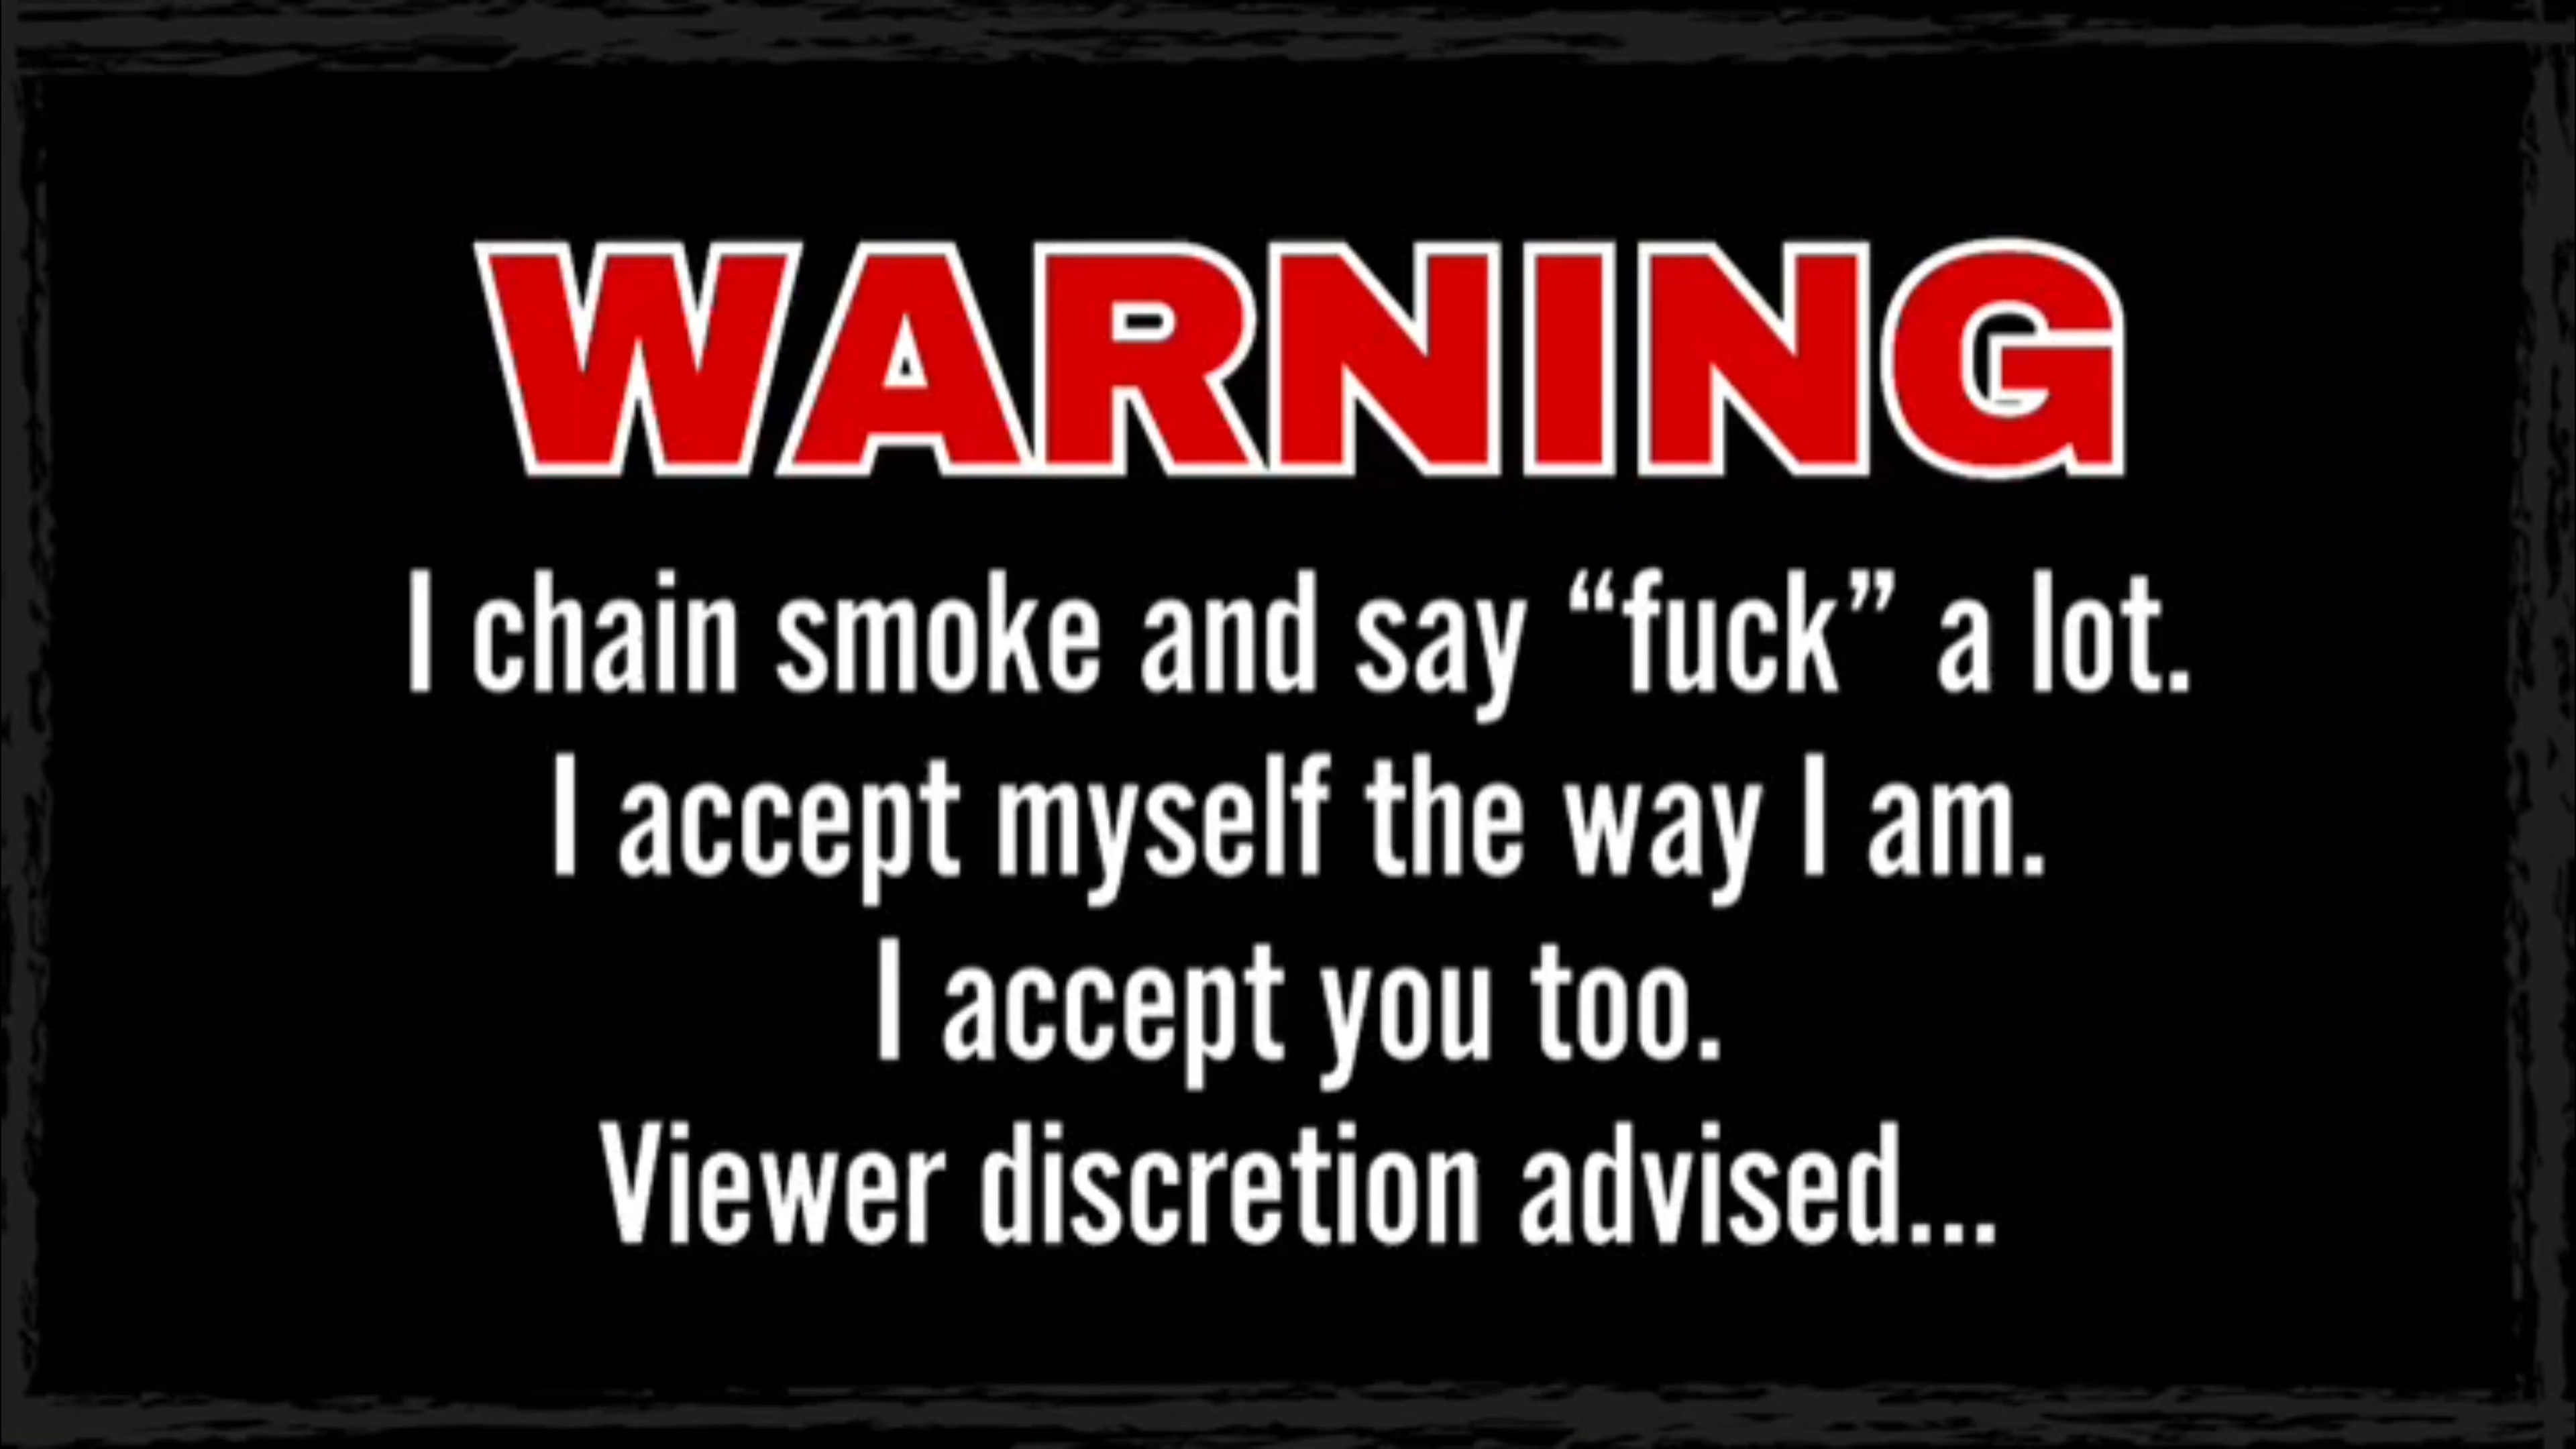 WARNING
I chain smoke and say “fuck” a lot.
I accept myself the way I am.
I accept you too.
Viewer discretion advised...